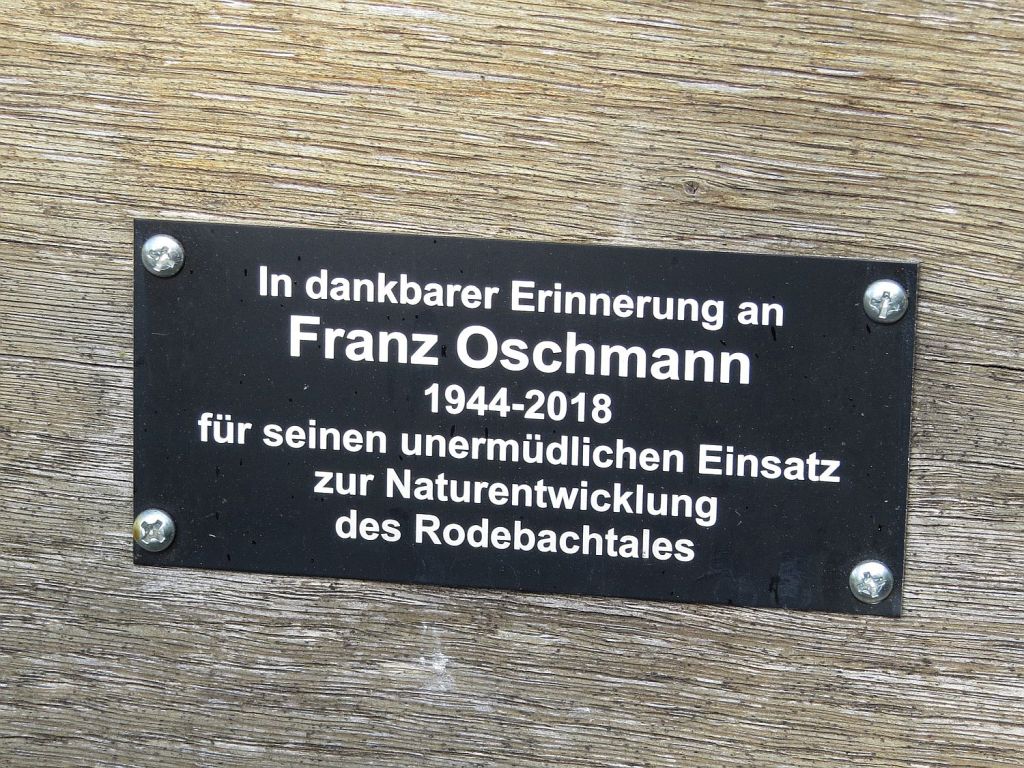 In dankbarer Erinnerung an
Franz Oschmann
1944-2018
für seinen unermüdlichen Einsatz
zur Naturentwicklung
des Rodebachtales